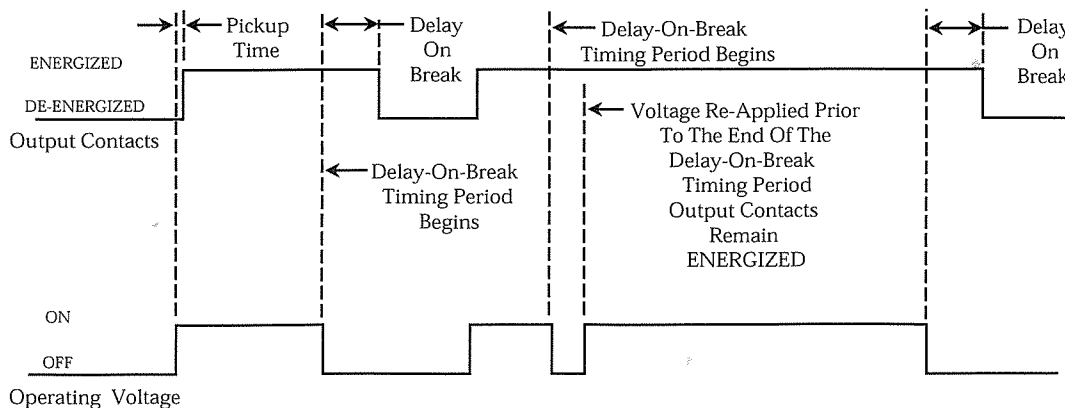 Pickup
Time
Delay
On
Break
Delay-On-Break
Timing Period Begins
Delay
On
Break
ENERGIZED
DE-ENERGIZED
Output Contacts
Voltage Re-Applied Prior
To The End Of The
Delay-On-Break
Timing Period
Output Contacts
Remain
ENERGIZED
Delay-On-Break
Timing Period
Begins
ON
OFF
Operating Voltage